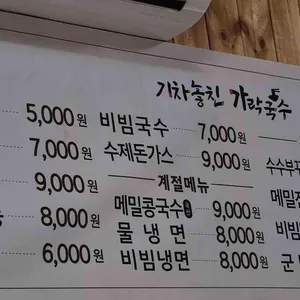 기차놓친 가락국수
5,000원 비빔국수 7,000원
7,000원 수제돈가스 9,000원
9,000원 계절메뉴
8,000원 메밀콩국수 9,000원
6,000원 물냉면 8,000원
비빔냉면 8,000원